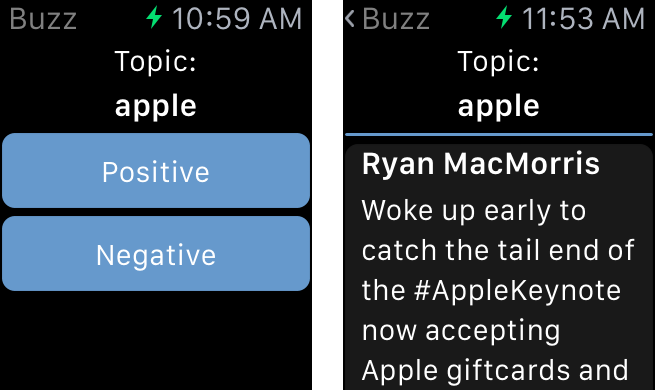 Buzz 10:59 AM
Topic:
apple
Positive
Negative
< Buzz 11:53 AM
Topic:
apple
Ryan MacMorris
Woke up early to
catch the tail end of
the #AppleKeynote
now accepting
Apple giftcards and